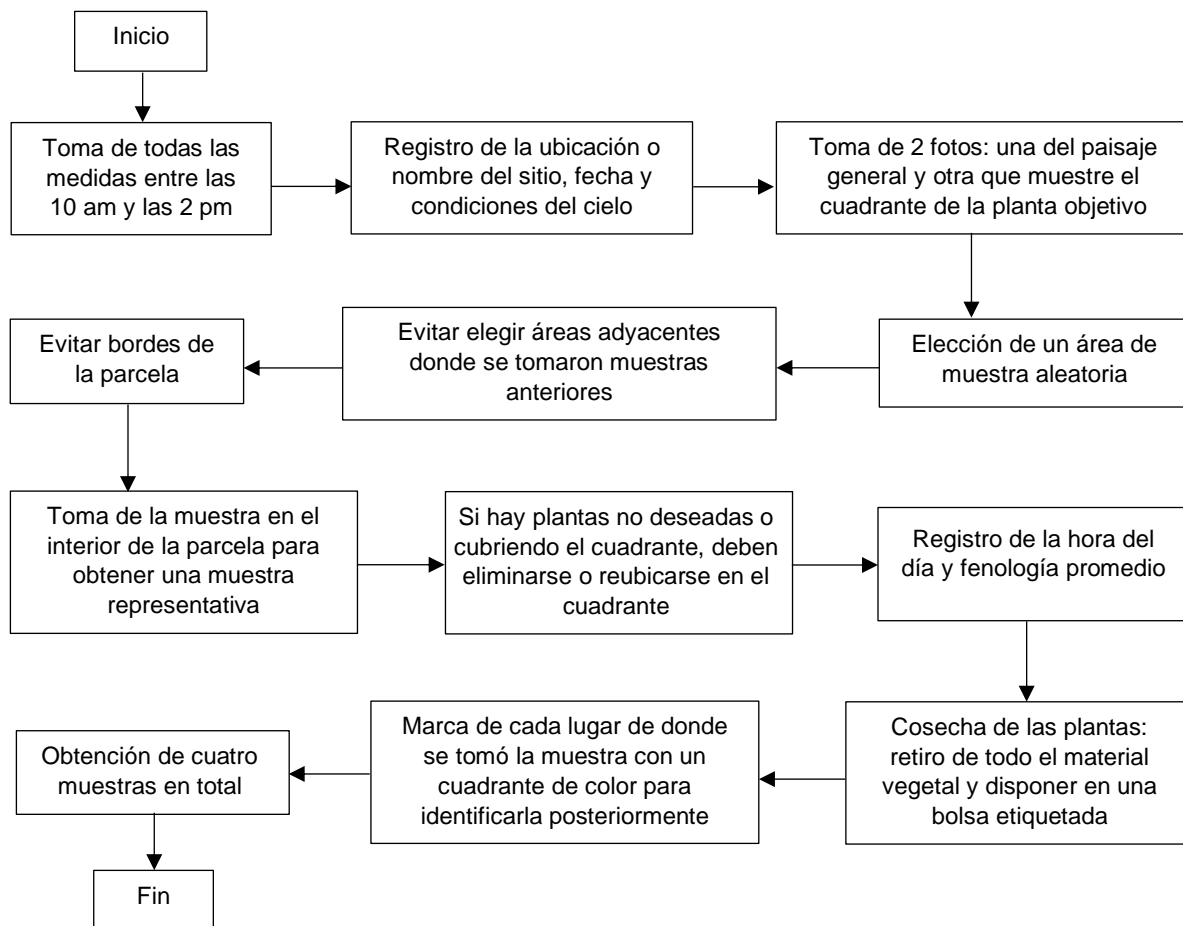 Inicio
Toma de todas las
medidas entre las
10 am y las 2 pm
Registro de la ubicación o
nombre del sitio, fecha y
condiciones del cielo
Toma de 2 fotos: una del paisaje
general y otra que muestre el
cuadrante de la planta objetivo
Elección de un área de
muestra aleatoria
Evitar elegir áreas adyacentes
donde se tomaron muestras
anteriores
Evitar bordes de
la parcela
Toma de la muestra en el
interior de la parcela para
obtener una muestra
representativa
Si hay plantas no deseadas o
cubriendo el cuadrante, deben
eliminarse o reubicarse en el
cuadrante
Registro de la hora del
día y fenología promedio
Cosecha de las plantas:
retiro de todo el material
vegetal y disponer en una
bolsa etiquetada
Marca de cada lugar de donde
se tomó la muestra con un
cuadrante de color para
identificarla posteriormente
Obtención de cuatro
muestras en total
Fin